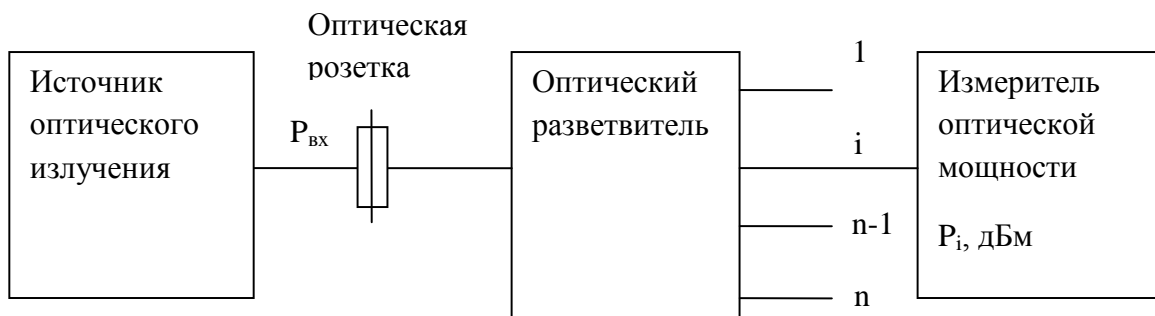 Источник
оптического
излучения
Оптическая
розетка
Pвх
Оптический
разветвитель
1
i
n-1
n
Измеритель
оптической
мощности
Pi, дБм